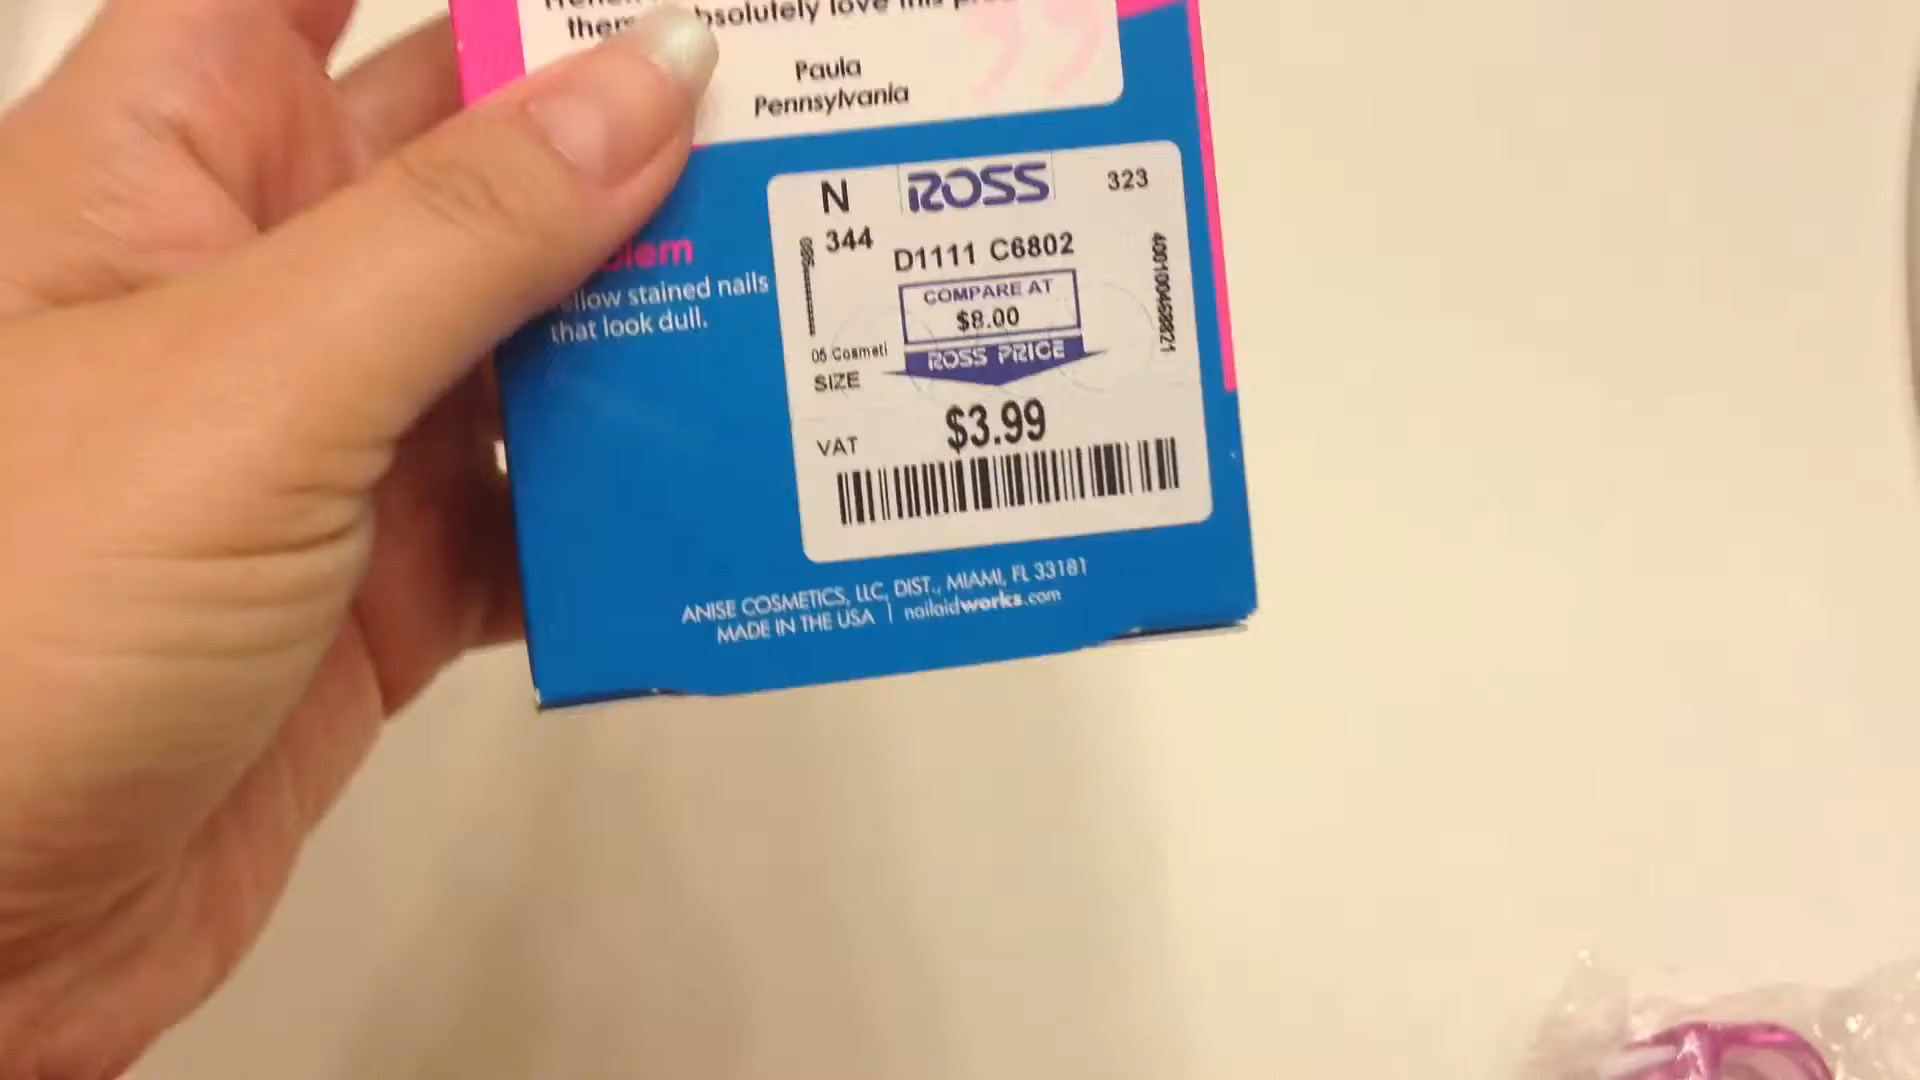 love this
Paula
Pennsylvania
N ROSS 323
344
D1111 C6802
COMPARE AT
$8.00
ROSS PRICE
05 Cosmeti
SIZE
$3.99
VAT
stained nails
that look dull.
ANISE COSMETICS, LLC, DIST., MIAMI, FL 33181
MADE IN THE USA | nailaidworks.com